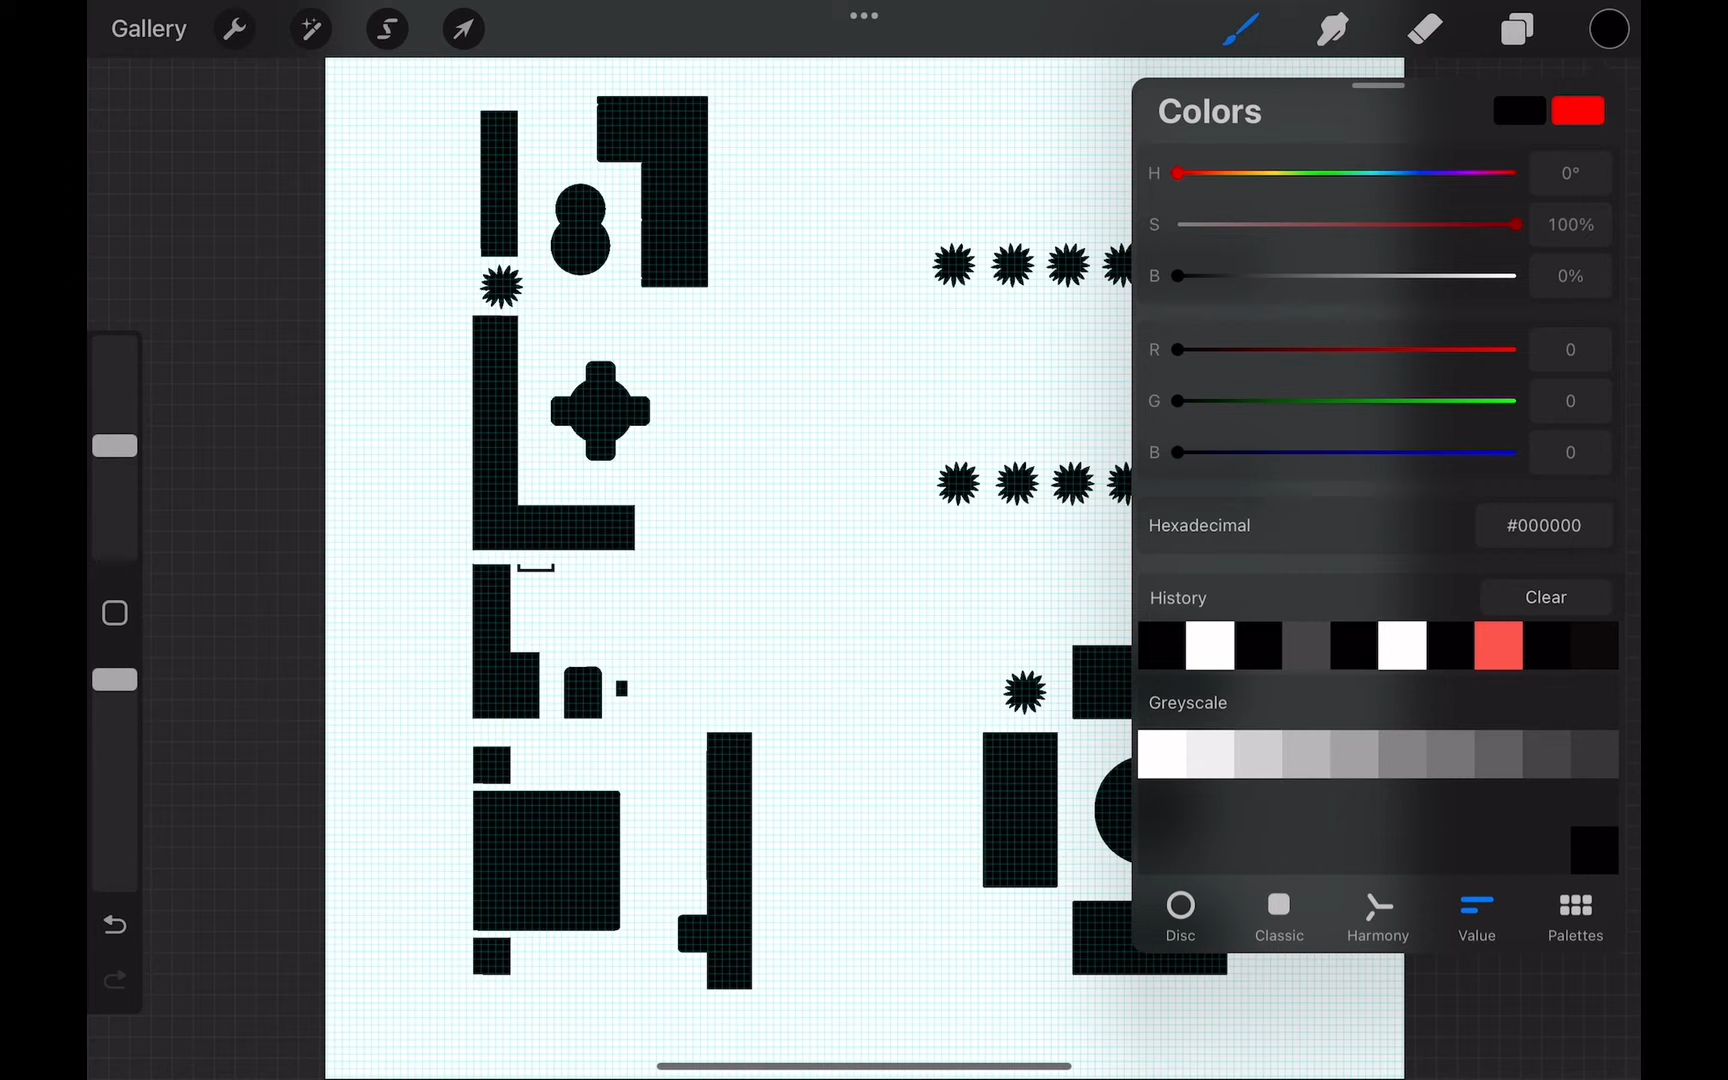 Gallery
Colors
H 0°
S 100%
B 0%
R 0
G 0
B 0
Hexadecimal #000000
History Clear
Greyscale
Disc Classic Harmony Value Palettes